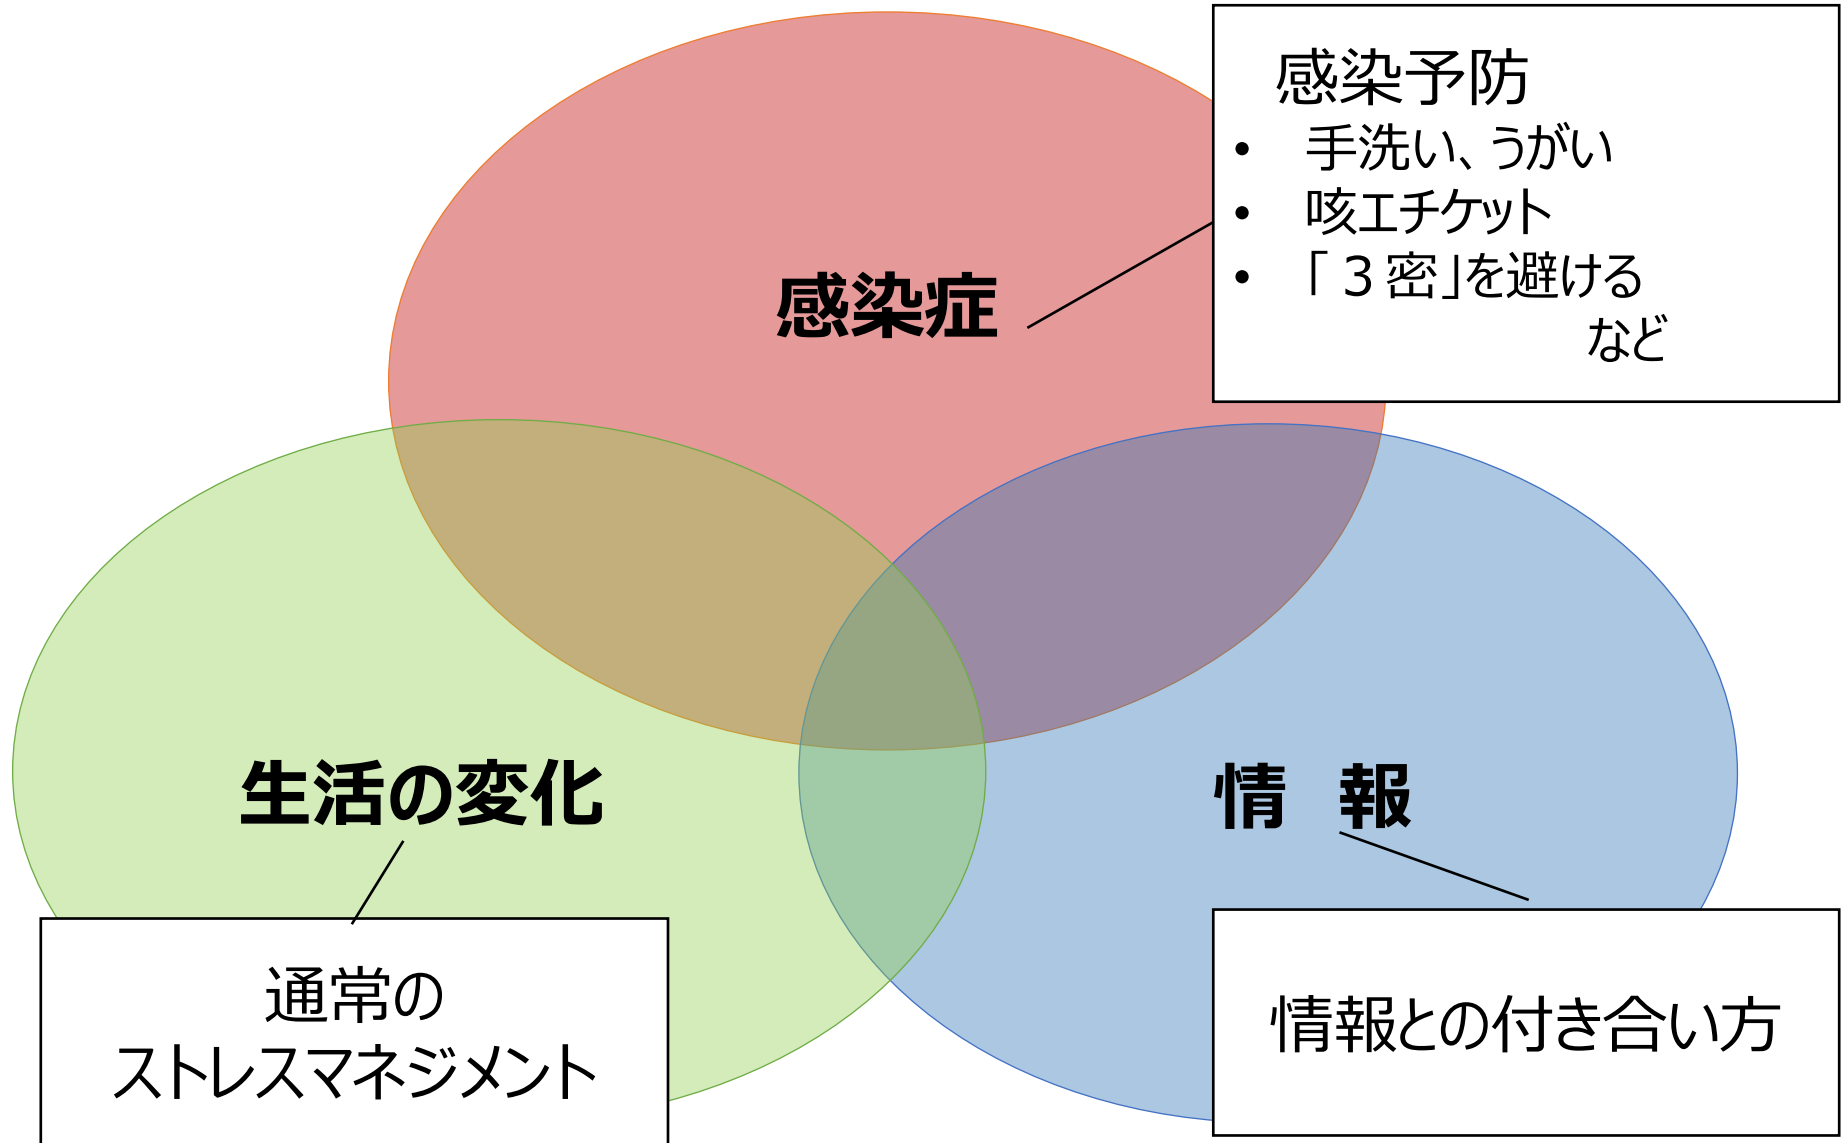 感染予防
• 手洗い、うがい
• 咳エチケット
• 「３密」を避ける
など
感染症
生活の変化
情　報
通常の
ストレスマネジメント
情報との付き合い方